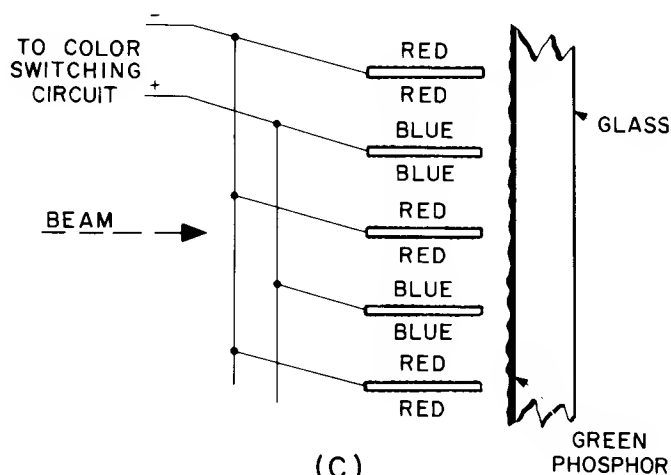 −
TO COLOR
SWITCHING
CIRCUIT
+
BEAM
RED
RED
BLUE
BLUE
RED
RED
BLUE
BLUE
RED
RED
GLASS
GREEN
PHOSPHOR
(C)